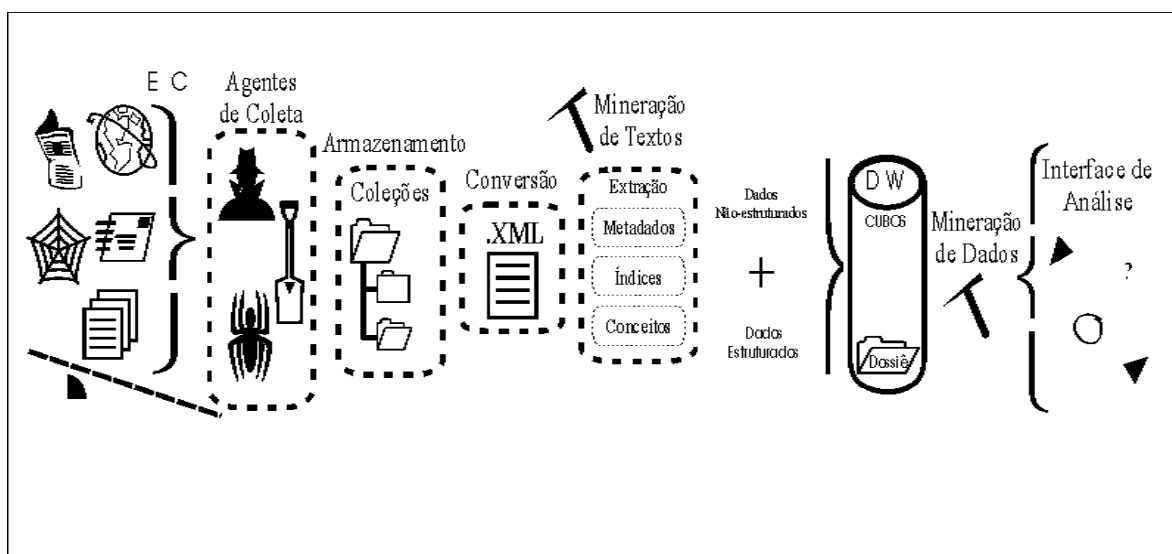 E C
Agentes
de Coleta
Armazenamento
Coleções
Conversão
.XML
Mineração
de Textos
Extração
Metadados
Índices
Conceitos
Dados
Não-estruturados
+
Dados
Estruturados
D W
CUBOS
Dossiê
Mineração
de Dados
Interface de
Análise
?